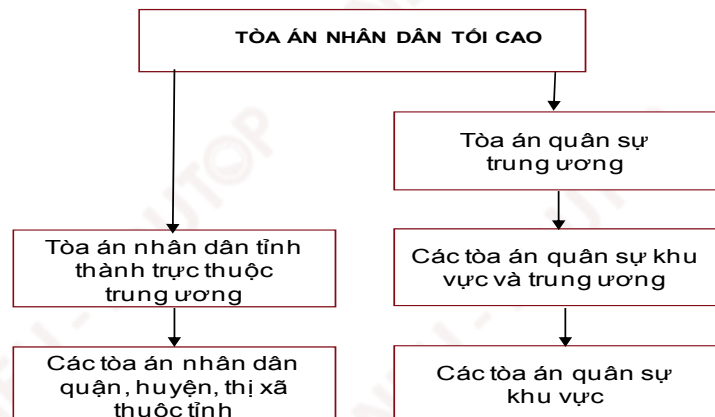 TÒA ÁN NHÂN DÂN TỐI CAO
Tòa án quân sự
trung ương
Tòa án nhân dân tỉnh
thành trực thuộc
trung ương
Các tòa án quân sự khu
vực và trung ương
Các tòa án nhân dân
quận, huyện, thị xã
thuộc tỉnh
Các tòa án quân sự
khu vực